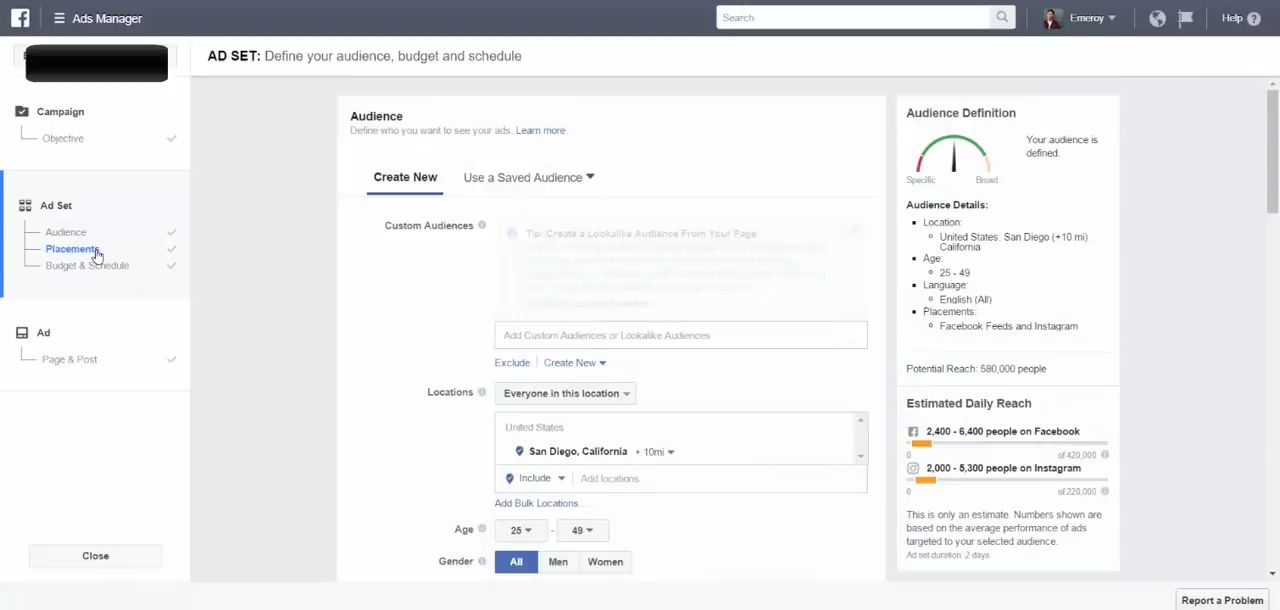 Ads Manager
Search
Emeroy
Help
AD SET: Define your audience, budget and schedule
Campaign
Objective
Ad Set
Audience
Placements
Budget & Schedule
Ad
Page & Post
Close
Audience
Define who you want to see your ads. Learn more.
Create New
Use a Saved Audience
Custom Audiences
Tip: Create a Lookalike Audience From Your Page
Add Custom Audiences or Lookalike Audiences
Exclude
Create New
Locations
Everyone in this location
United States
San Diego, California + 10mi
Include
Add locations
Add Bulk Locations...
Age
25 - 49
Gender
All
Men
Women
Audience Definition
Your audience is
defined.
Specific
Broad
Audience Details:
Location:
United States: San Diego (+10 mi)
California
Age:
25 - 49
Language:
English (All)
Placements:
Facebook Feeds and Instagram
Potential Reach: 580,000 people
Estimated Daily Reach
2,400 - 6,400 people on Facebook
0
of 420,000
2,000 - 5,300 people on Instagram
0
of 220,000
This is only an estimate. Numbers shown are
based on the average performance of ads
targeted to your selected audience.
Ad set duration: 2 days
Report a Problem